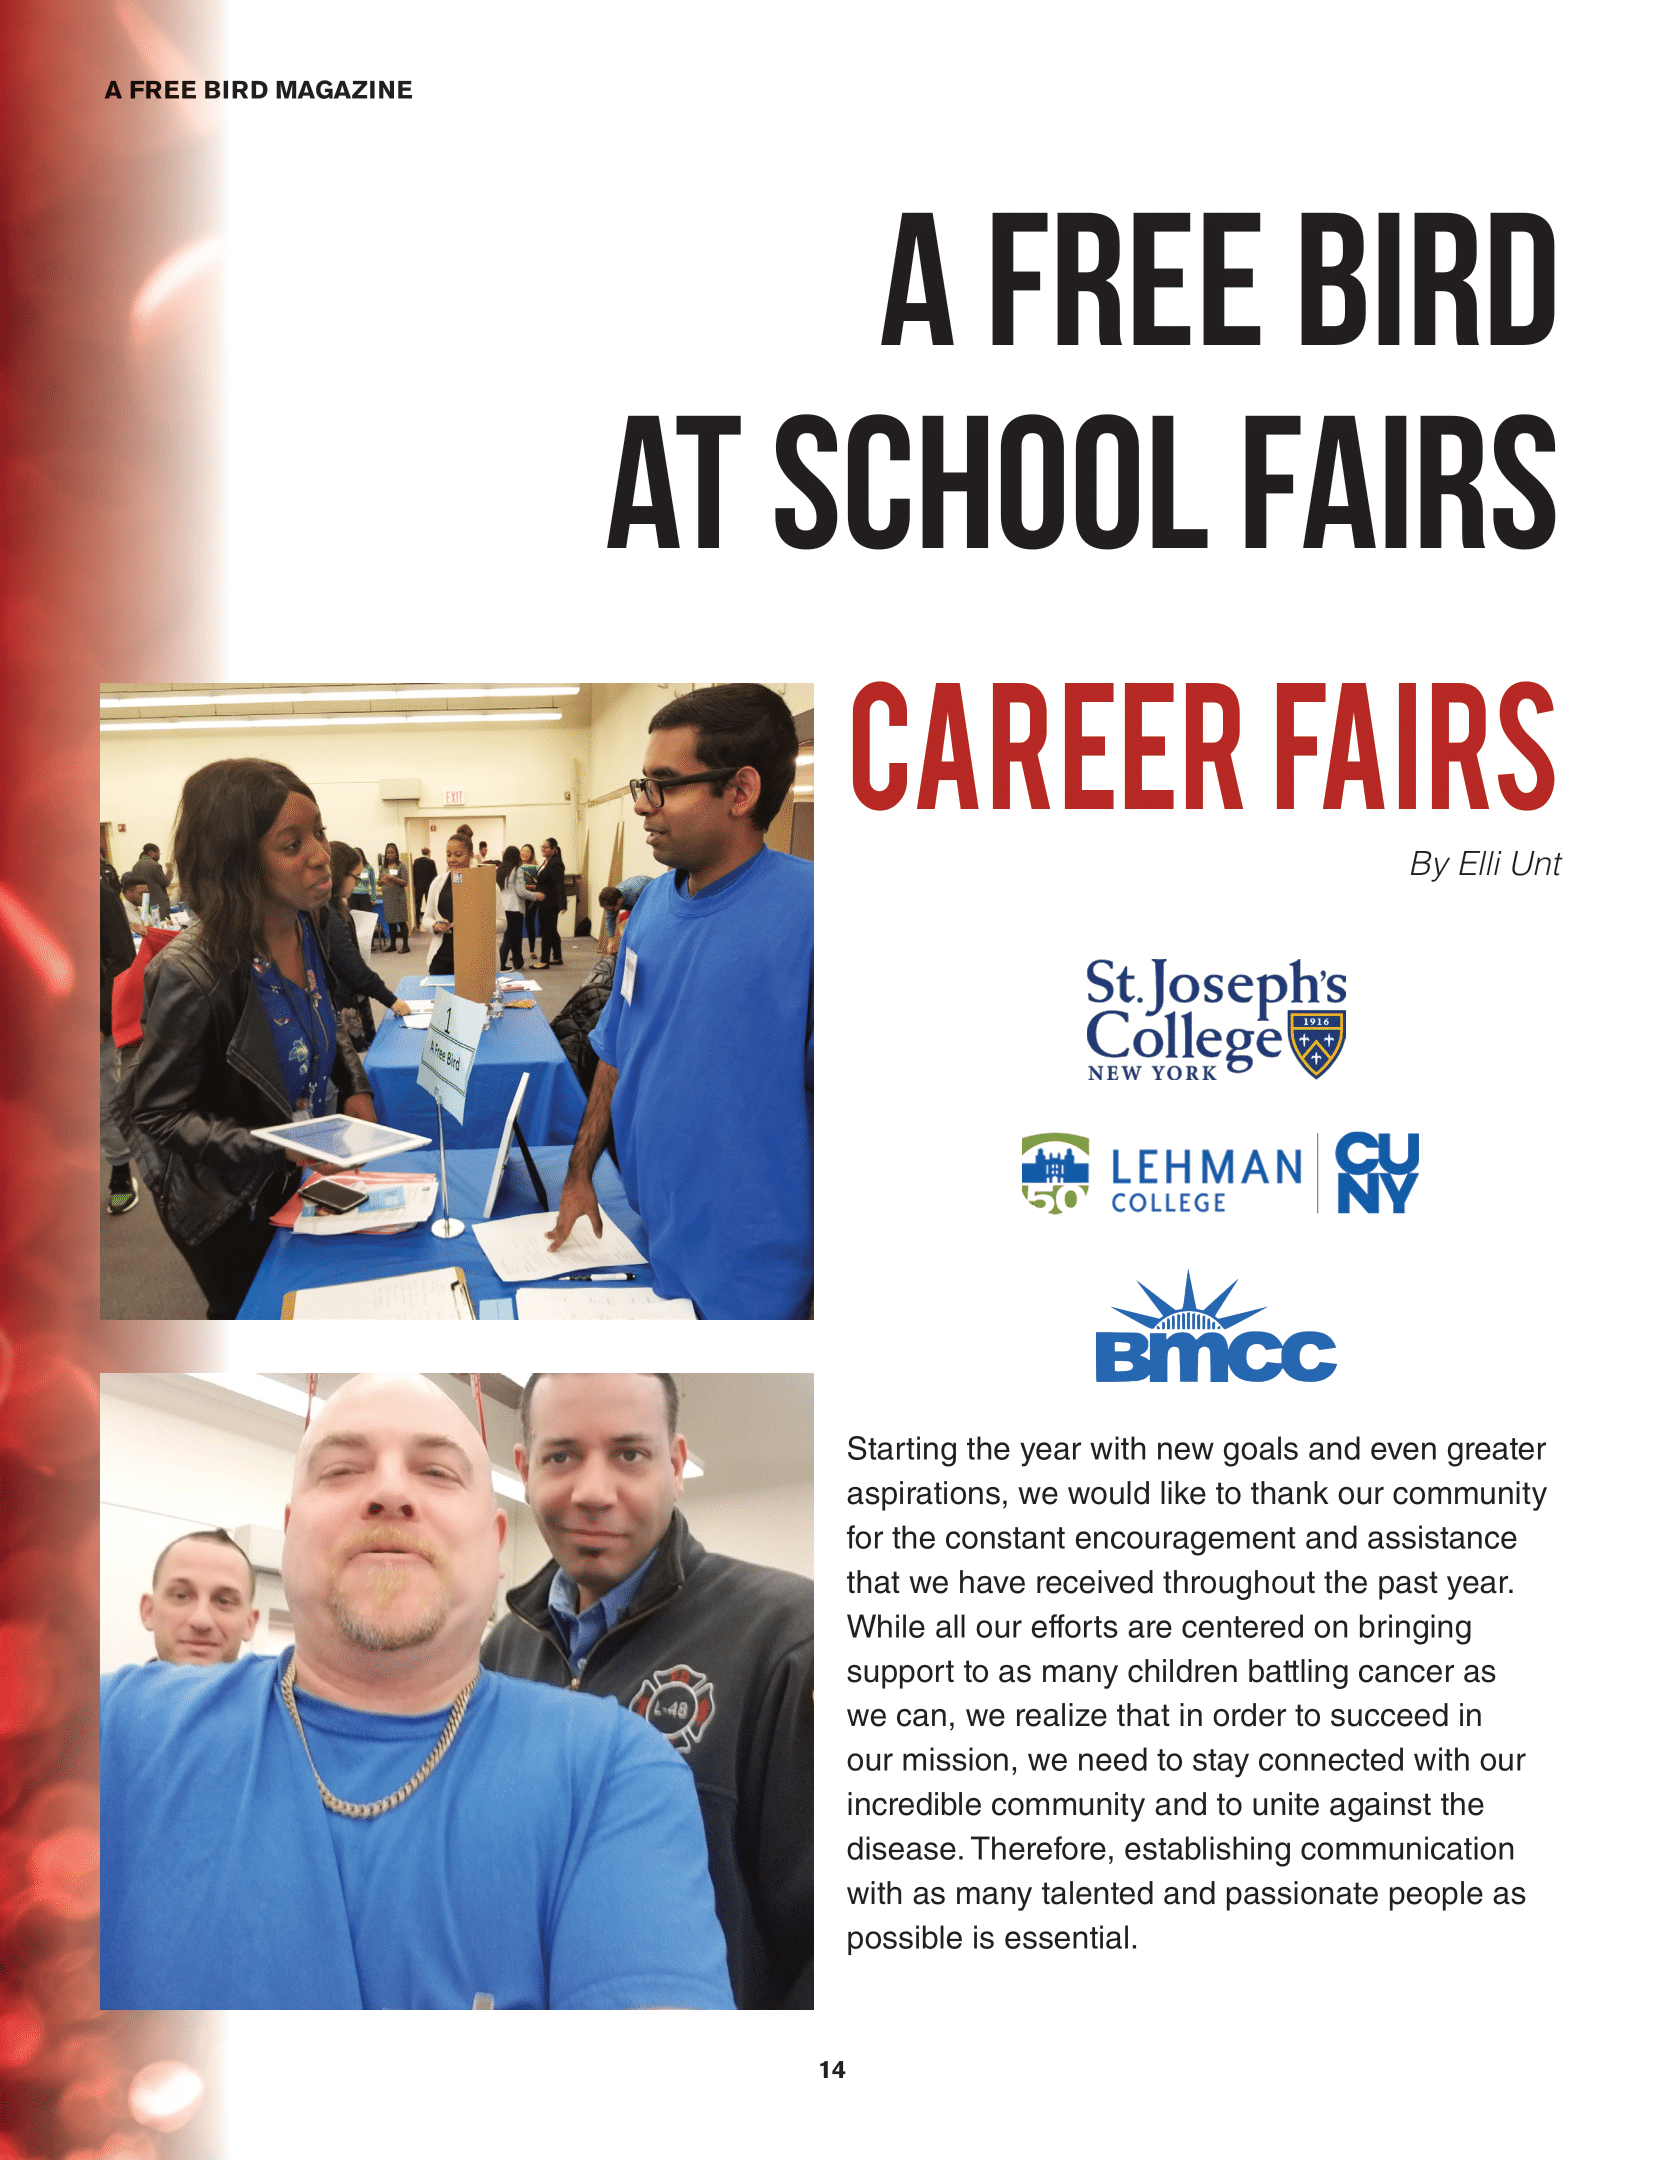 A FREE BIRD MAGAZINE
A FREE BIRD
AT SCHOOL FAIRS
CAREER FAIRS
By Elli Unt
EXIT
1
A Free Bird
St. Joseph's
College
1916
NEW YORK
50
LEHMAN
COLLEGE
CU
NY
BMCC
L-48
Starting the year with new goals and even greater
aspirations, we would like to thank our community
for the constant encouragement and assistance
that we have received throughout the past year.
While all our efforts are centered on bringing
support to as many children battling cancer as
we can, we realize that in order to succeed in
our mission, we need to stay connected with our
incredible community and to unite against the
disease. Therefore, establishing communication
with as many talented and passionate people as
possible is essential.
14